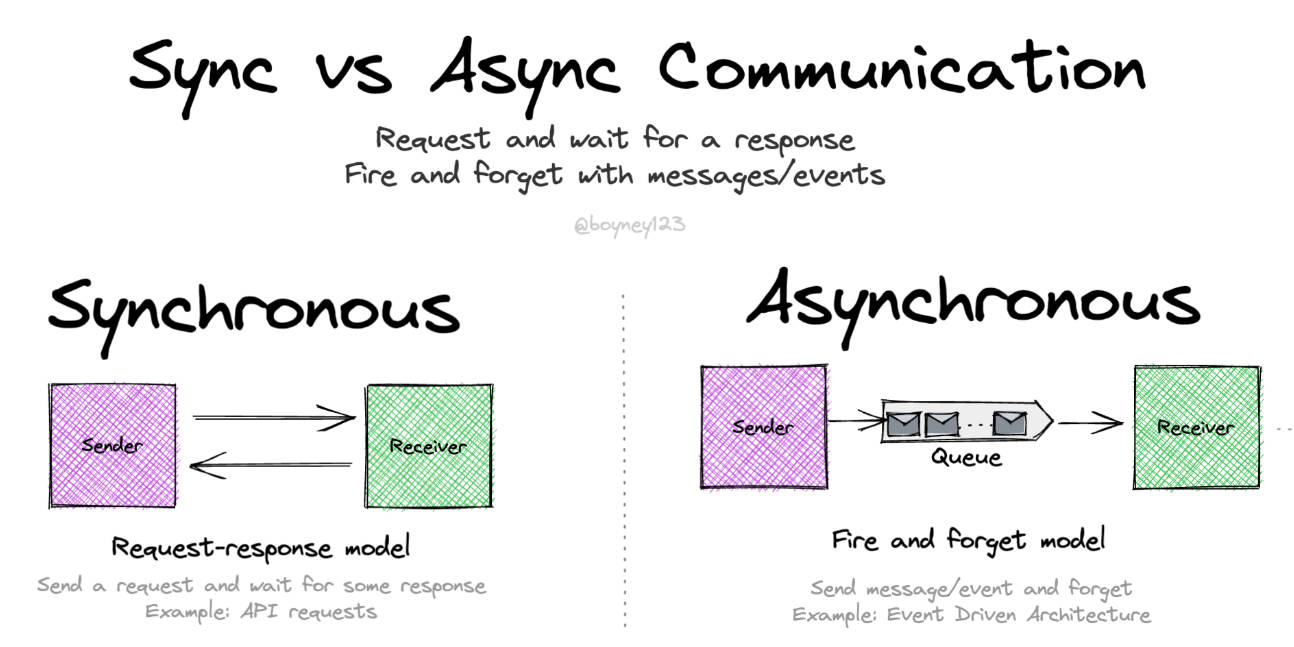 Sync vs Async Communication
Request and wait for a response
Fire and forget with messages/events
@boyney123
Synchronous
Sender
Receiver
Request-response model
Send a request and wait for some response
Example: API requests
Asynchronous
Sender
Queue
Receiver
Fire and forget model
Send message/event and forget
Example: Event Driven Architecture